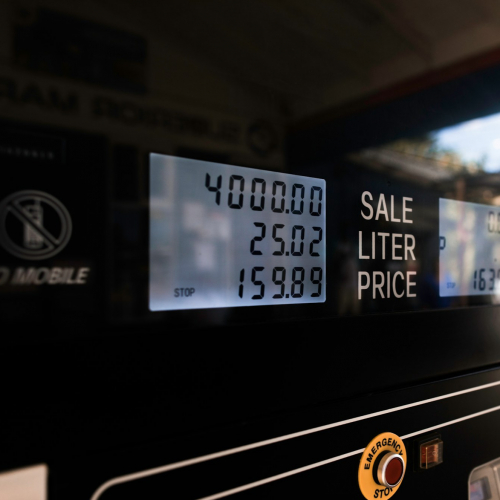 4000.00
25.02
STOP 159.89
SALE
LITER
PRICE
O MOBILE
EMERGENCY
STOP